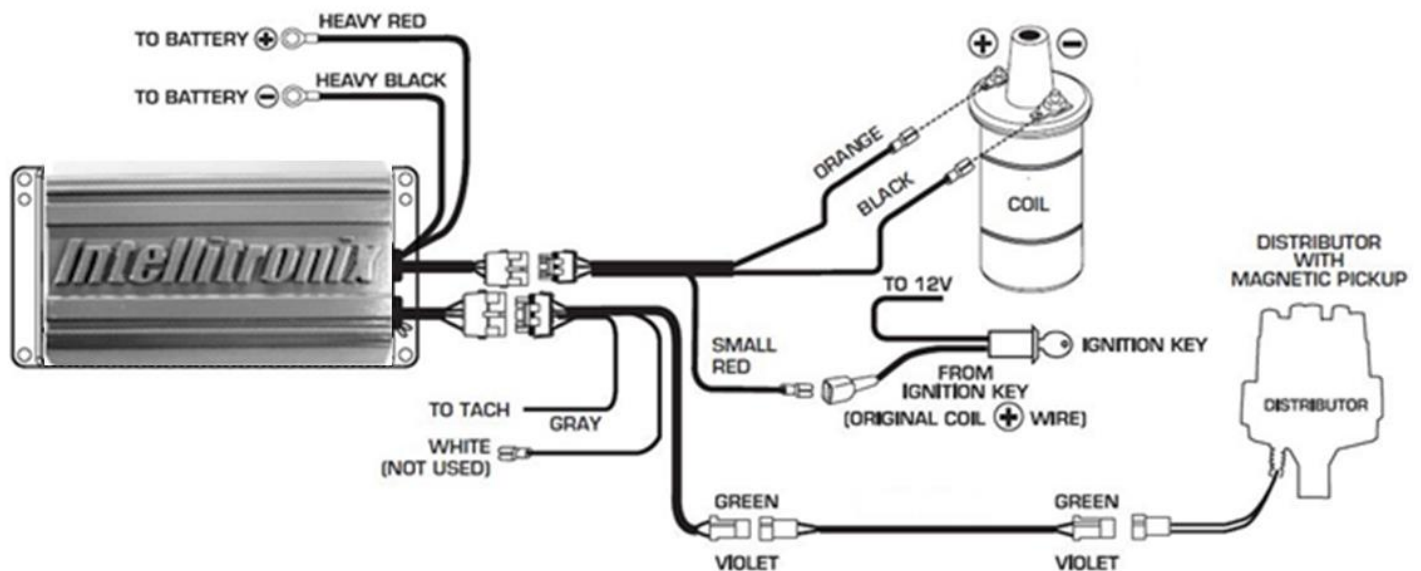 HEAVY RED
TO BATTERY +
HEAVY BLACK
TO BATTERY −
Intellitronix
ORANGE
BLACK
+ −
COIL
TO 12V
IGNITION KEY
SMALL
RED
FROM
IGNITION KEY
(ORIGINAL COIL + WIRE)
DISTRIBUTOR
WITH
MAGNETIC PICKUP
DISTRIBUTOR
TO TACH
GRAY
WHITE
(NOT USED)
GREEN
VIOLET
GREEN
VIOLET